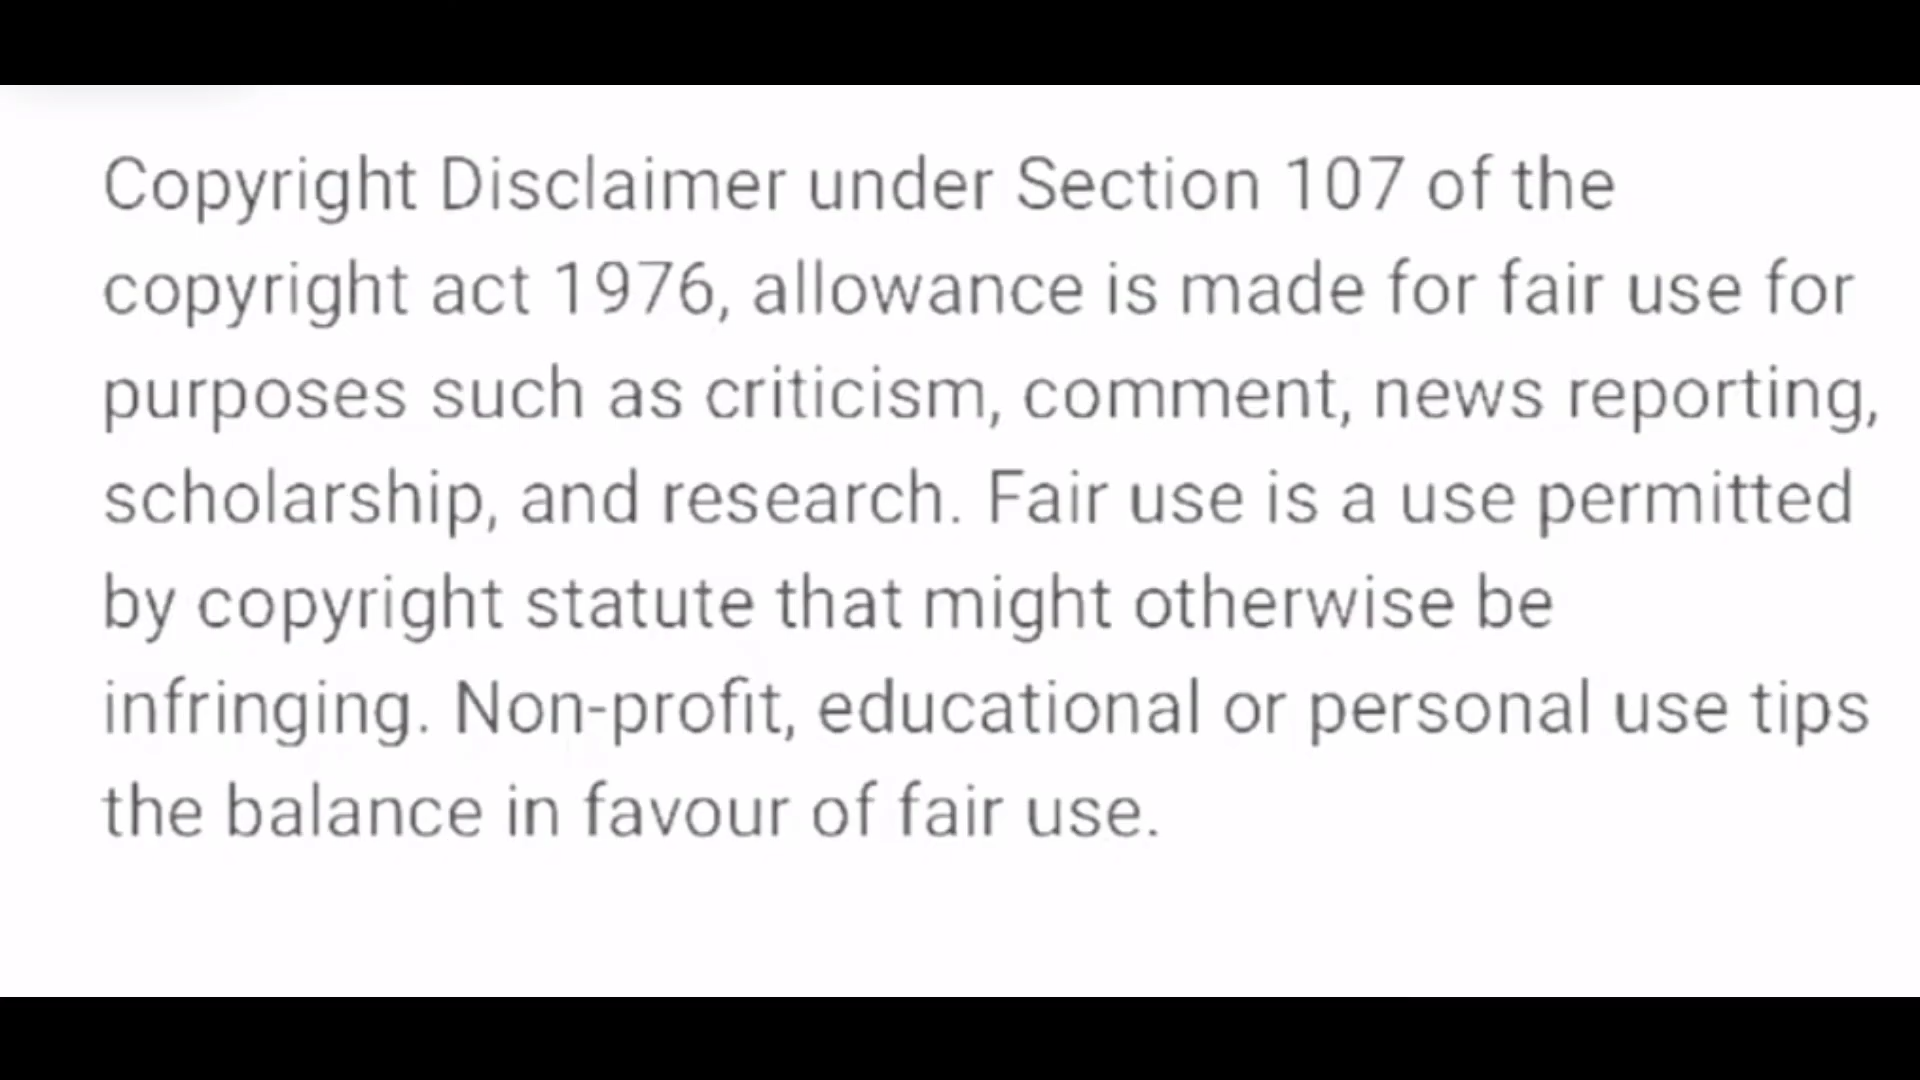 Copyright Disclaimer under Section 107 of the
copyright act 1976, allowance is made for fair use for
purposes such as criticism, comment, news reporting,
scholarship, and research. Fair use is a use permitted
by copyright statute that might otherwise be
infringing. Non-profit, educational or personal use tips
the balance in favour of fair use.